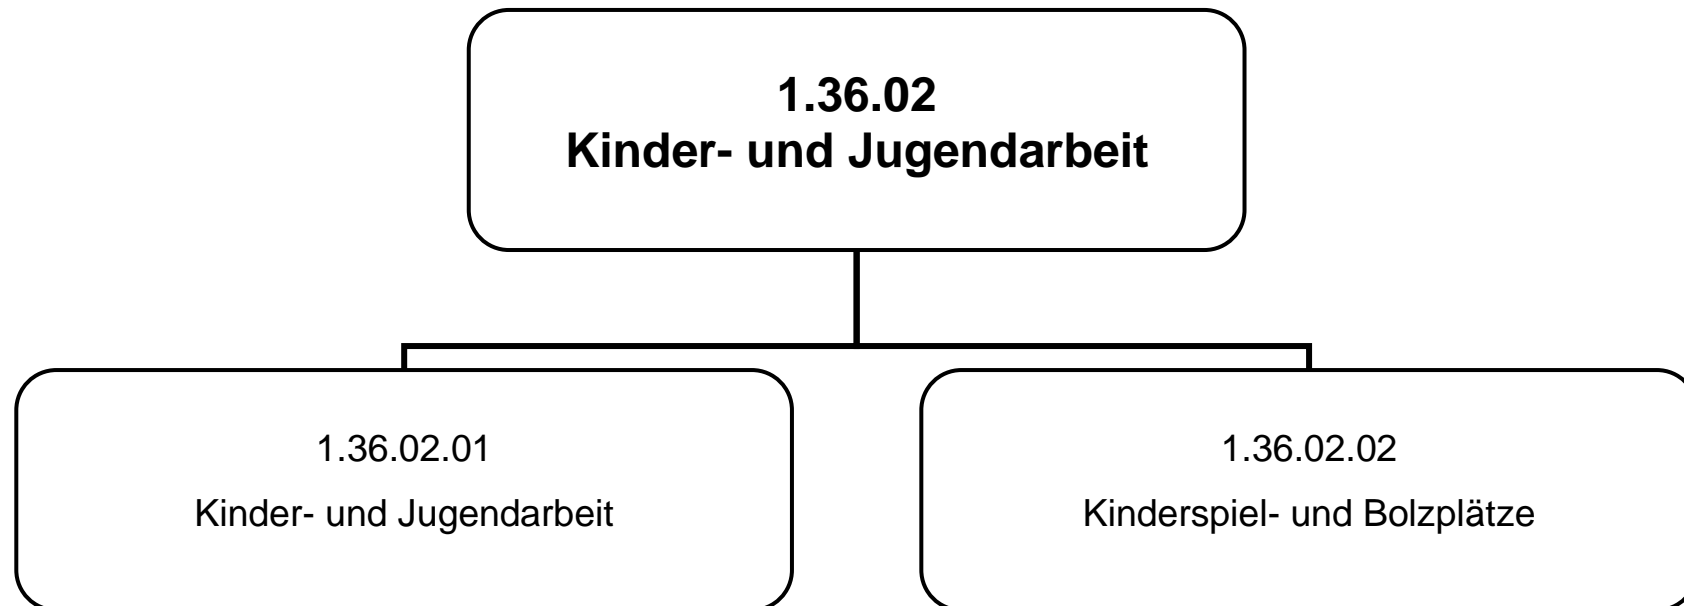 1.36.02
Kinder- und Jugendarbeit
1.36.02.01
Kinder- und Jugendarbeit
1.36.02.02
Kinderspiel- und Bolzplätze